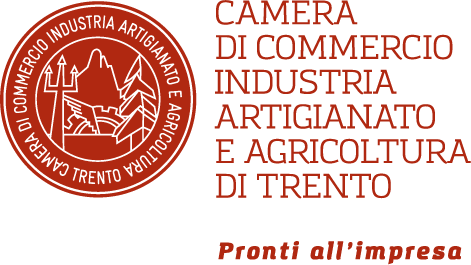 CAMERA DI COMMERCIO INDUSTRIA ARTIGIANATO E AGRICOLTURA
TRENTO
CAMERA
DI COMMERCIO
INDUSTRIA
ARTIGIANATO
E AGRICOLTURA
DI TRENTO
Pronti all'impresa